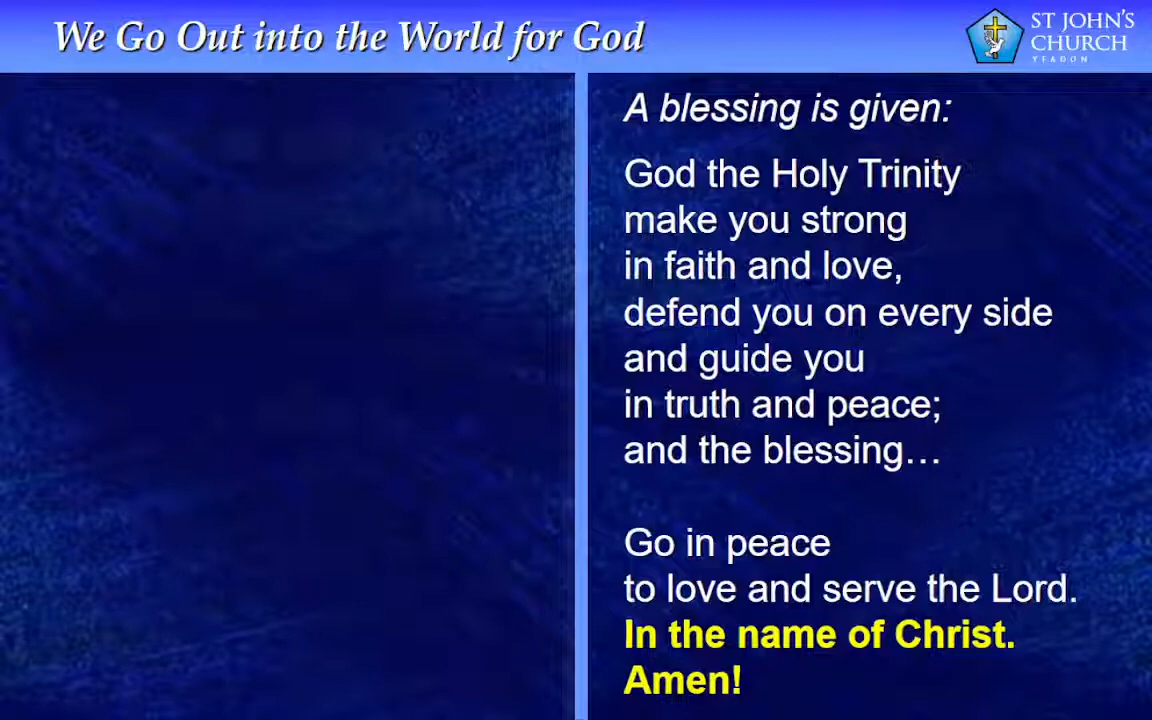 We Go Out into the World for God
ST JOHN'S
CHURCH
YEADON
A blessing is given:
God the Holy Trinity
make you strong
in faith and love,
defend you on every side
and guide you
in truth and peace;
and the blessing…
Go in peace
to love and serve the Lord.
In the name of Christ.
Amen!